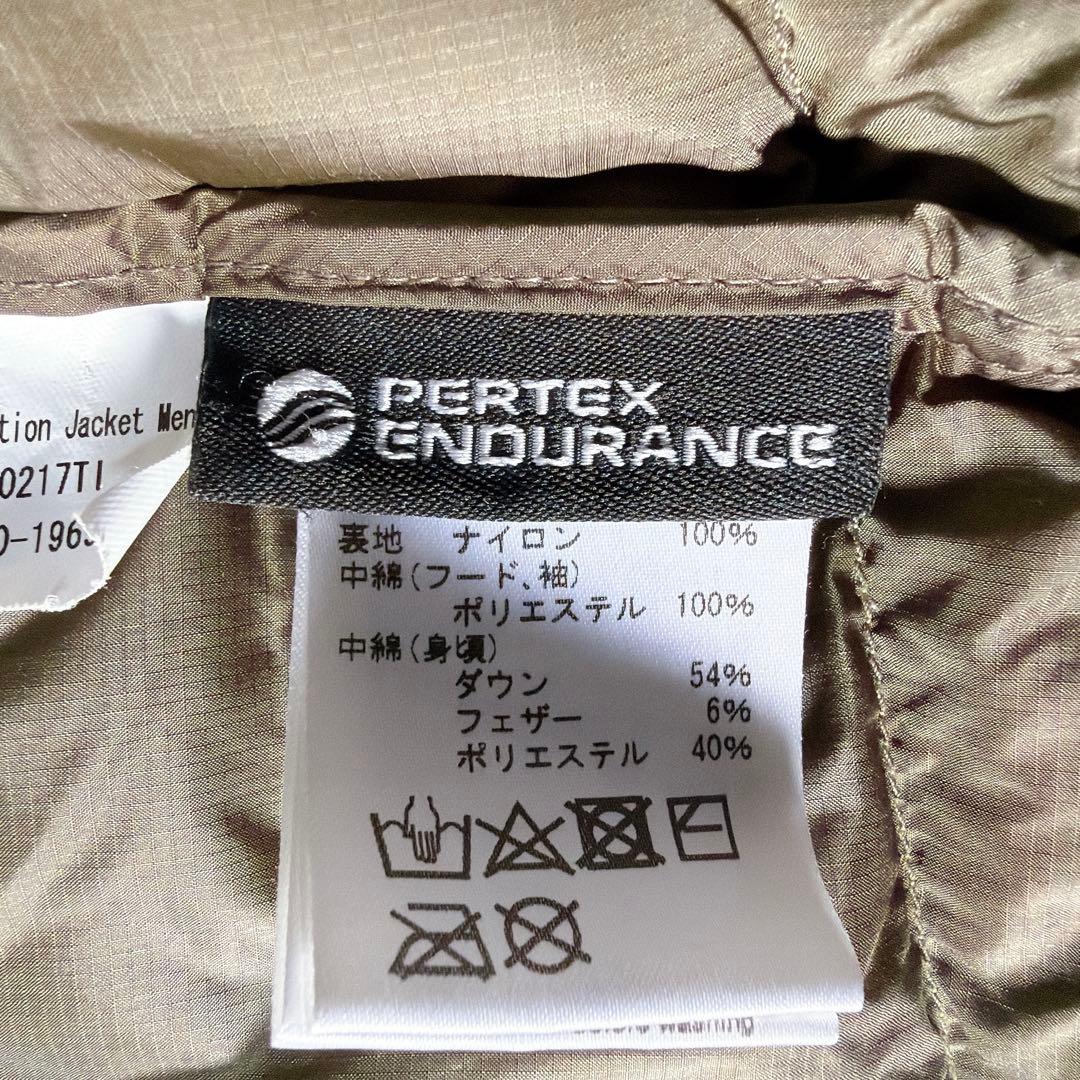 tion Jacket Men
0217TI
0-196
PERTEX
ENDURANCE
裏地 ナイロン 100%
中綿(フード、袖)
ポリエステル 100%
中綿(身頃)
ダウン 54%
フェザー 6%
ポリエステル 40%
washing